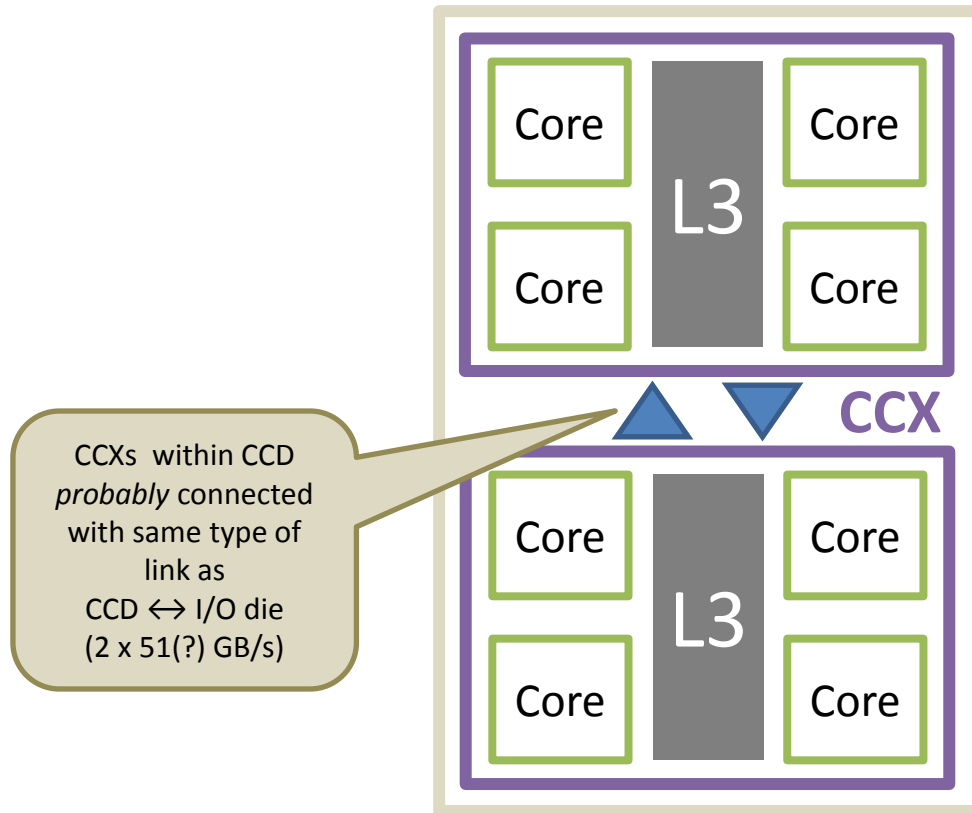 Core
L3
Core
Core
Core
CCX
CCXs within CCD
probably connected
with same type of
link as
CCD ↔ I/O die
(2 x 51(?) GB/s)
Core
L3
Core
Core
Core